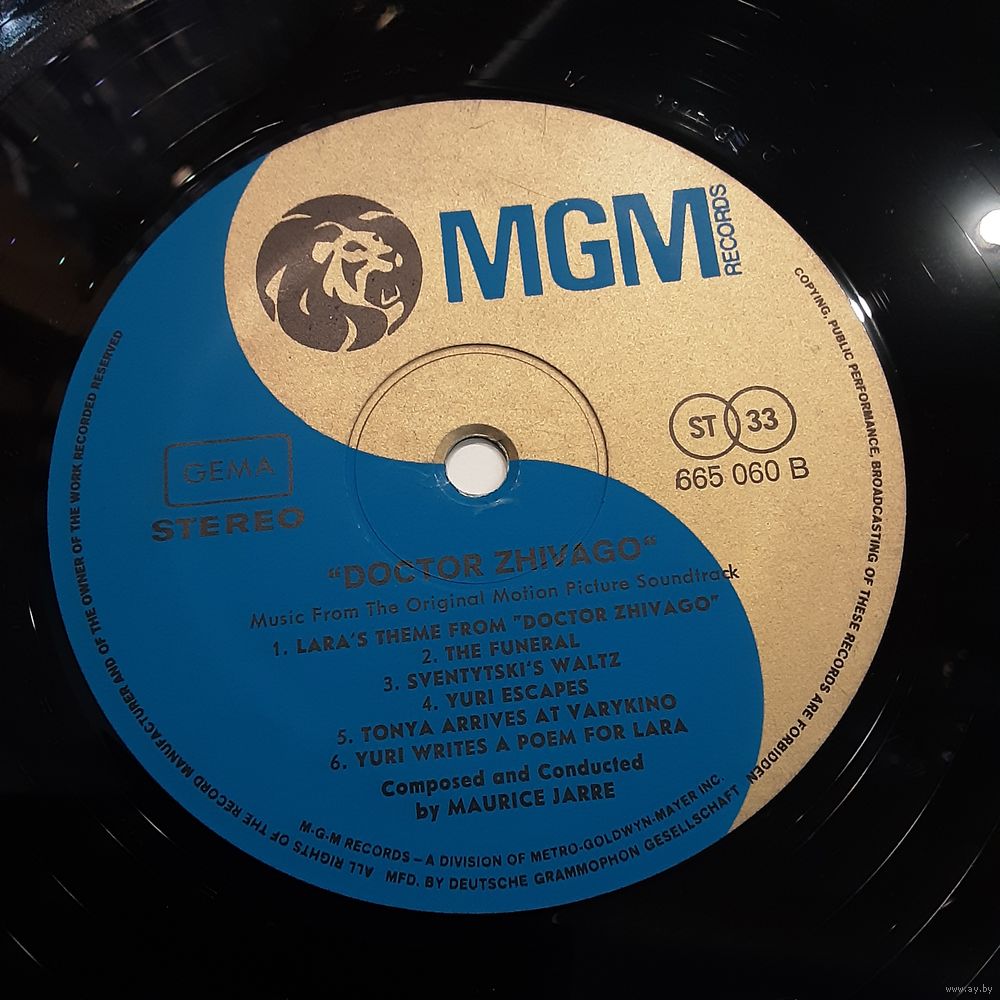 MGM
RECORDS
COPYING, PUBLIC PERFORMANCE, BROADCASTING OF THESE RECORDS ARE FORBIDDEN
ST 33
665 060 B
GEMA
STEREO
“DOCTOR ZHIVAGO“
Music From The Original Motion Picture Soundtrack
1. LARA'S THEME FROM "DOCTOR ZHIVAGO"
2. THE FUNERAL
3. SVENTYTSKI'S WALTZ
4. YURI ESCAPES
5. TONYA ARRIVES AT VARYKINO
6. YURI WRITES A POEM FOR LARA
Composed and Conducted
by MAURICE JARRE
M-G-M RECORDS – A DIVISION OF METRO-GOLDWYN-MAYER INC.
MFD. BY DEUTSCHE GRAMMOPHON GESELLSCHAFT
ALL RIGHTS OF THE RECORD MANUFACTURER AND OF THE OWNER OF THE WORK RECORDED RESERVED
www.ay.by